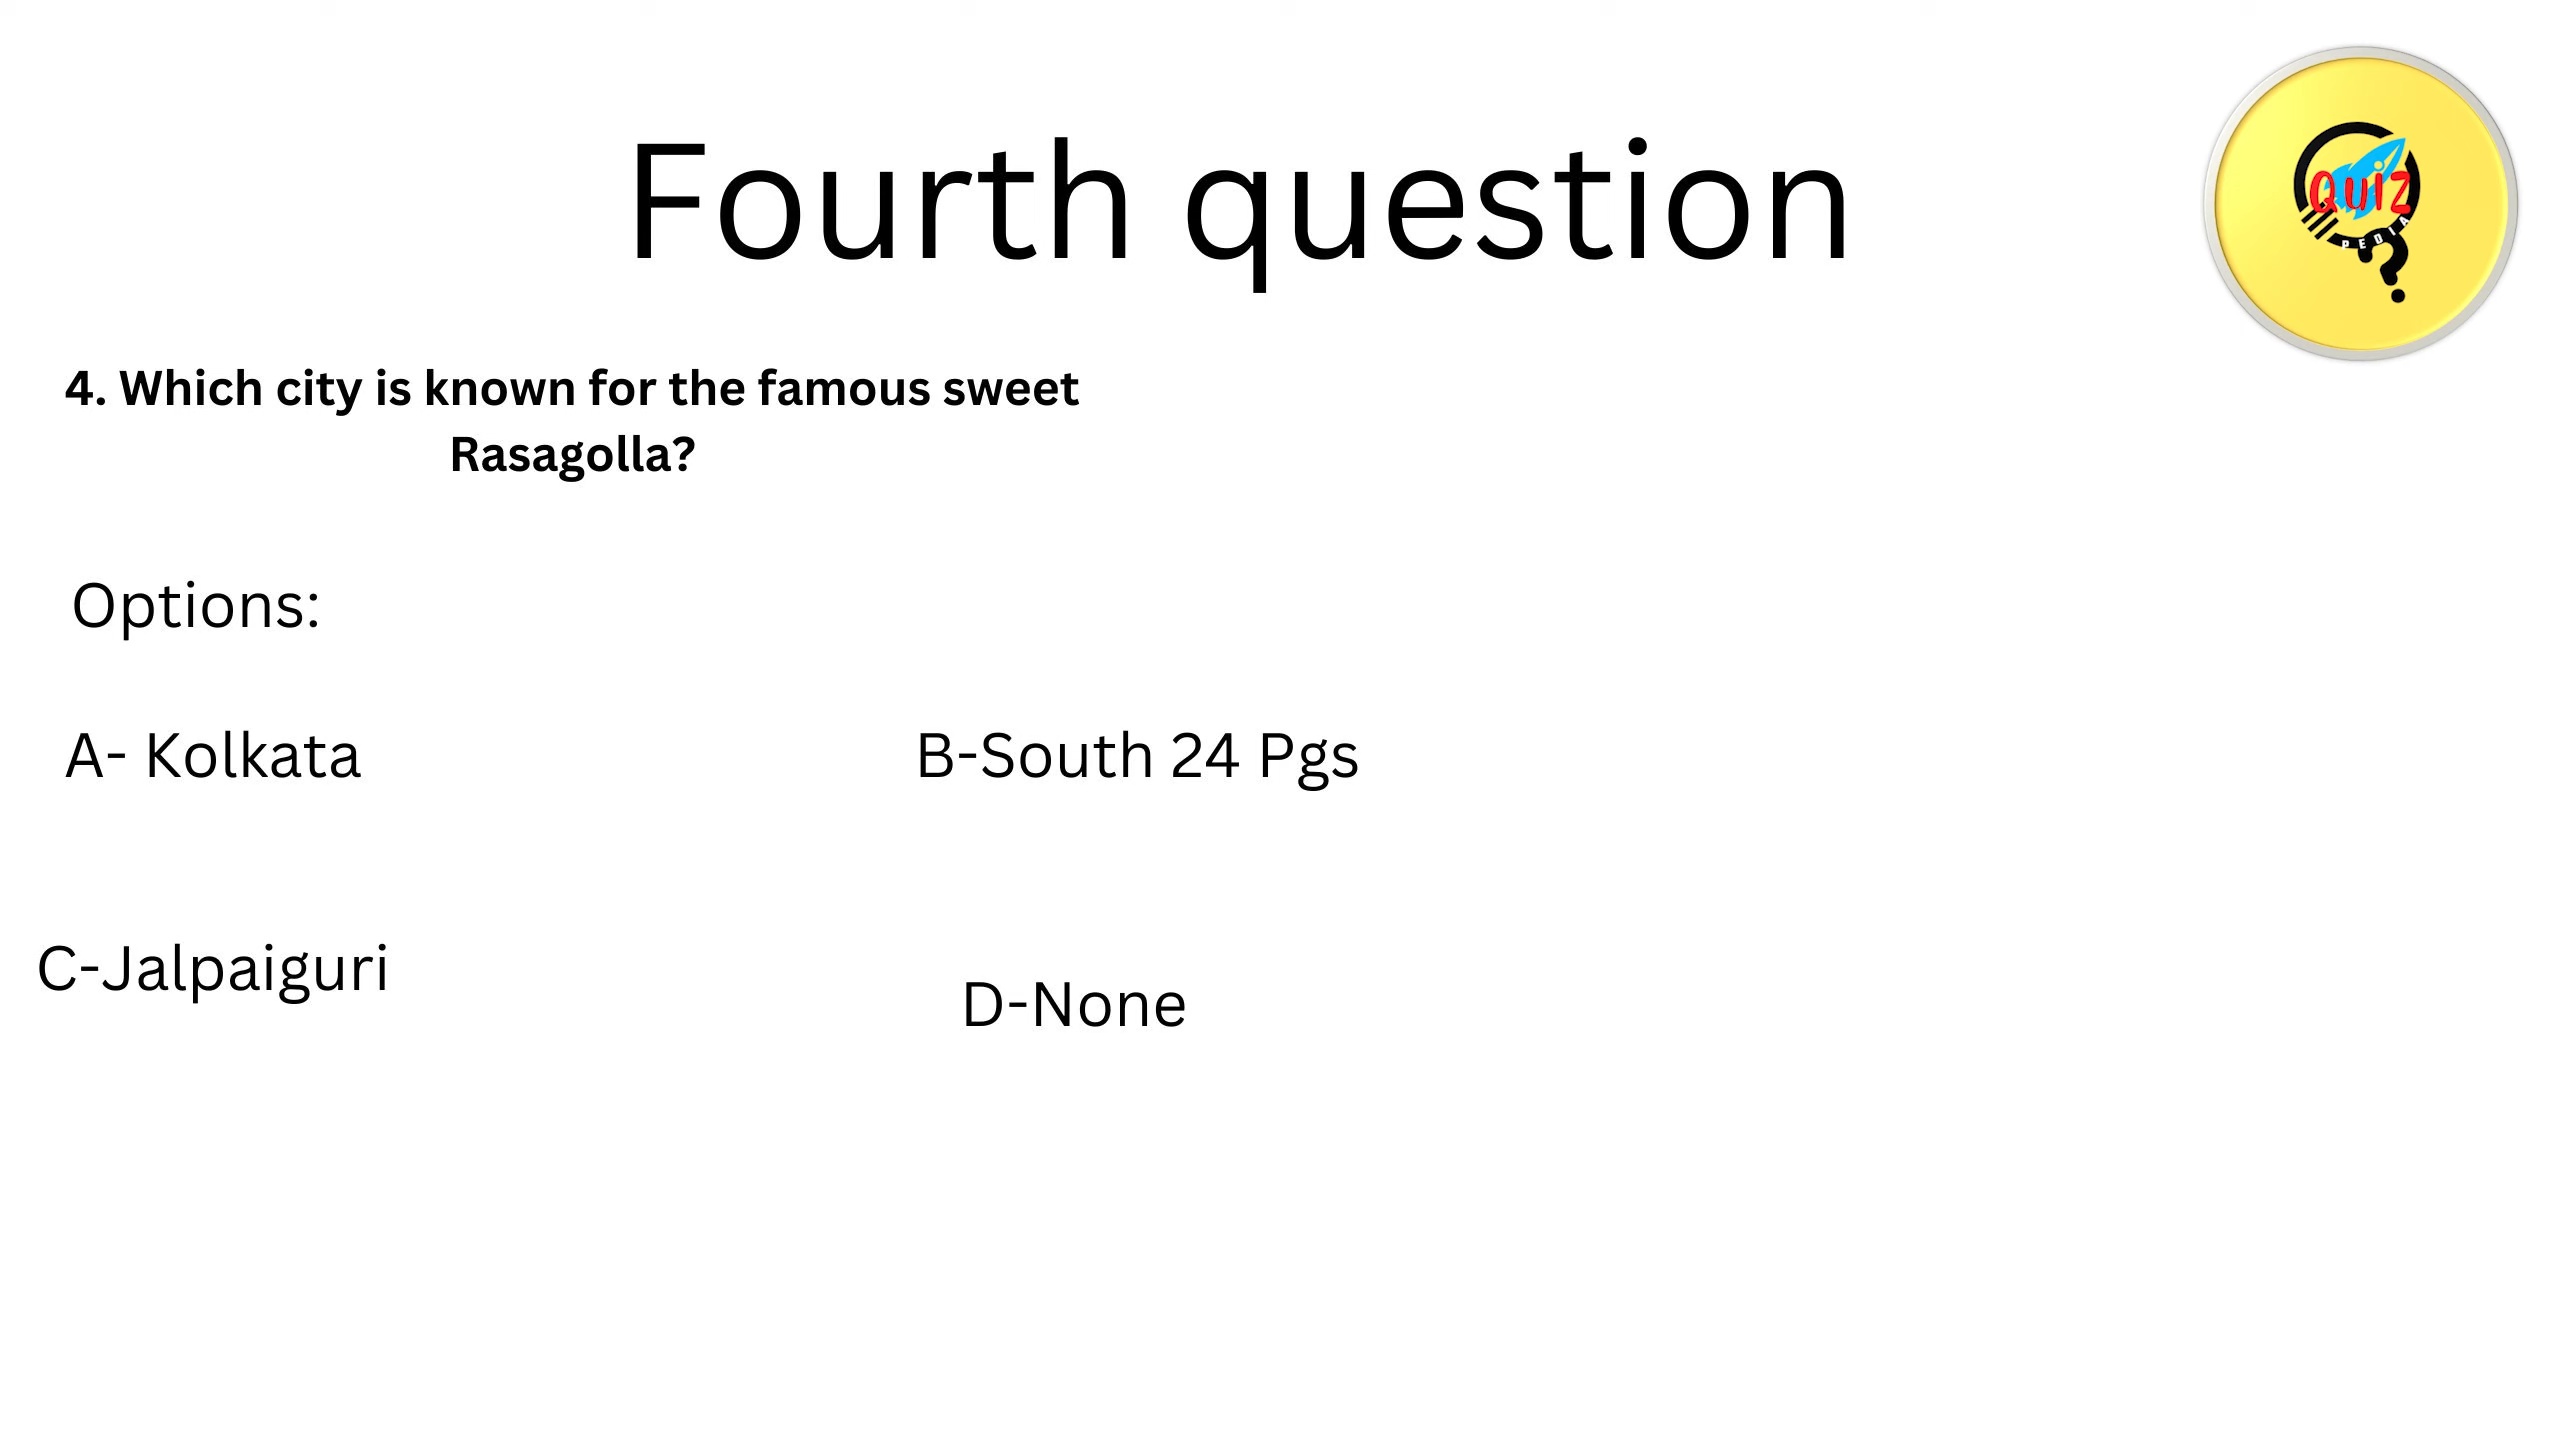 Fourth question
QUIZ
PEDIA
4. Which city is known for the famous sweet
Rasagolla?
Options:
A- Kolkata
B-South 24 Pgs
C-Jalpaiguri
D-None